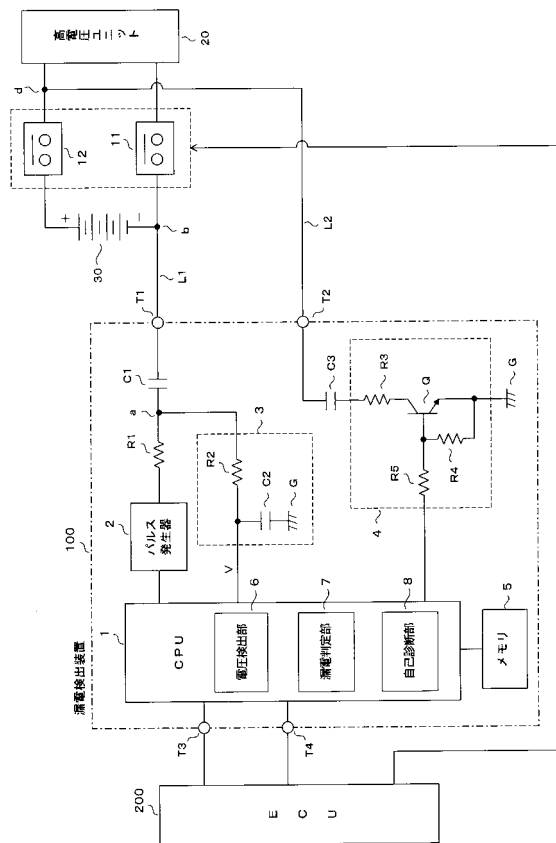 漏電検出装置
100
200
ECU
T3
T4
1
CPU
電圧検出部
6
漏電判定部
7
自己診断部
8
メモリ
5
2
パルス
発生器
R1
a
C1
T1
L1
b
V
R2
C2
G
3
R5
R4
Q
R3
C3
G
4
T2
L2
30
+
−
12
11
d
高電圧ユニット
20